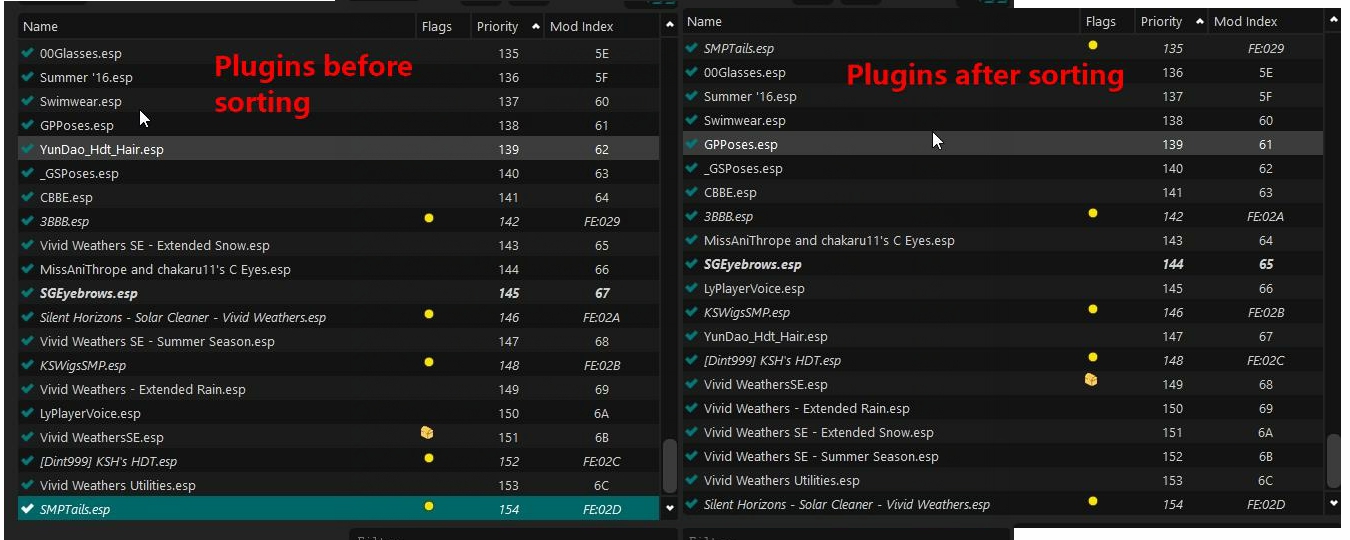 Name Flags Priority Mod Index
00Glasses.esp 135 5E
Summer '16.esp 136 5F
Swimwear.esp 137 60
GPPoses.esp 138 61
YunDao_Hdt_Hair.esp 139 62
_GSPoses.esp 140 63
CBBE.esp 141 64
3BBB.esp 142 FE:029
Vivid Weathers SE - Extended Snow.esp 143 65
MissAniThrope and chakaru11's C Eyes.esp 144 66
SGEyebrows.esp 145 67
Silent Horizons - Solar Cleaner - Vivid Weathers.esp 146 FE:02A
Vivid Weathers SE - Summer Season.esp 147 68
KSWigsSMP.esp 148 FE:02B
Vivid Weathers - Extended Rain.esp 149 69
LyPlayerVoice.esp 150 6A
Vivid WeathersSE.esp 151 6B
[Dint999] KSH's HDT.esp 152 FE:02C
Vivid Weathers Utilities.esp 153 6C
SMPTails.esp 154 FE:02D
Plugins before
sorting
Name Flags Priority Mod Index
SMPTails.esp 135 FE:029
00Glasses.esp 136 5E
Summer '16.esp 137 5F
Swimwear.esp 138 60
GPPoses.esp 139 61
_GSPoses.esp 140 62
CBBE.esp 141 63
3BBB.esp 142 FE:02A
MissAniThrope and chakaru11's C Eyes.esp 143 64
SGEyebrows.esp 144 65
LyPlayerVoice.esp 145 66
KSWigsSMP.esp 146 FE:02B
YunDao_Hdt_Hair.esp 147 67
[Dint999] KSH's HDT.esp 148 FE:02C
Vivid WeathersSE.esp 149 68
Vivid Weathers - Extended Rain.esp 150 69
Vivid Weathers SE - Extended Snow.esp 151 6A
Vivid Weathers SE - Summer Season.esp 152 6B
Vivid Weathers Utilities.esp 153 6C
Silent Horizons - Solar Cleaner - Vivid Weathers.esp 154 FE:02D
Plugins after sorting